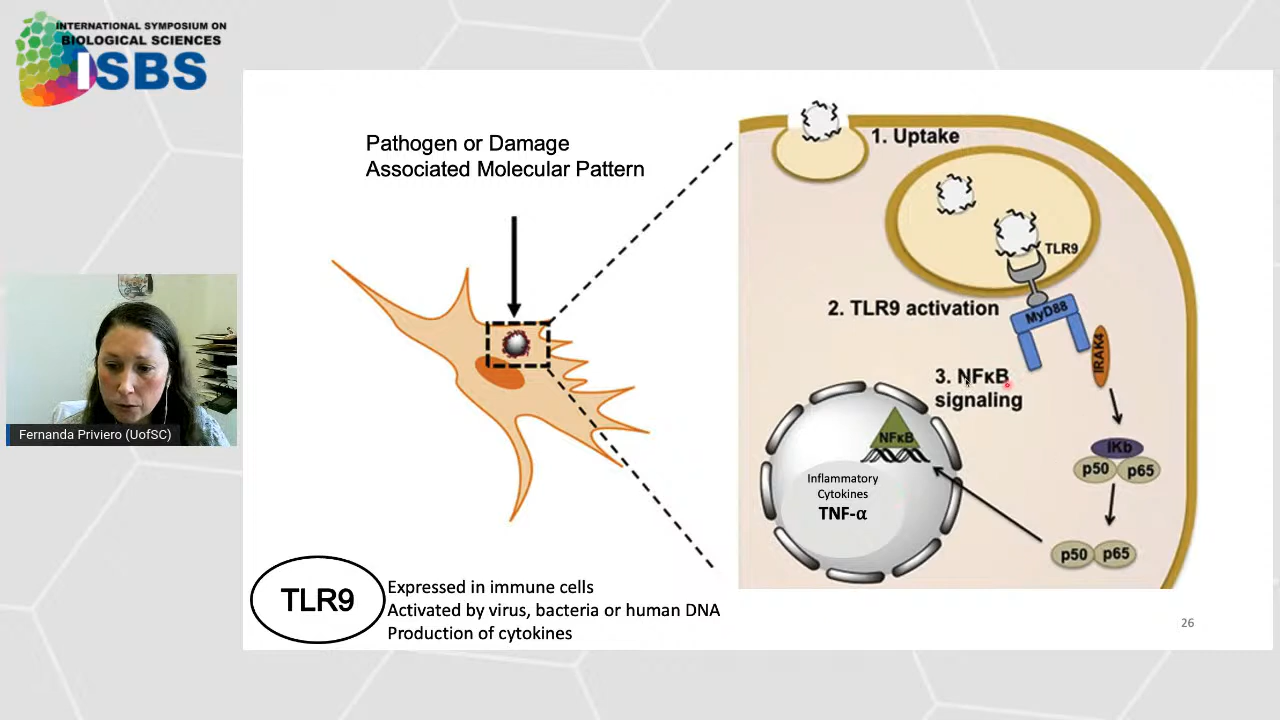 INTERNATIONAL SYMPOSIUM ON
BIOLOGICAL SCIENCES
ISBS
Pathogen or Damage
Associated Molecular Pattern
1. Uptake
TLR9
2. TLR9 activation
MyD88
IRAK4
3. NFκB
signaling
NFκB
iKb
p50 p65
Inflammatory
Cytokines
TNF-α
p50 p65
Fernanda Priviero (UofSC)
TLR9
Expressed in immune cells
Activated by virus, bacteria or human DNA
Production of cytokines
26